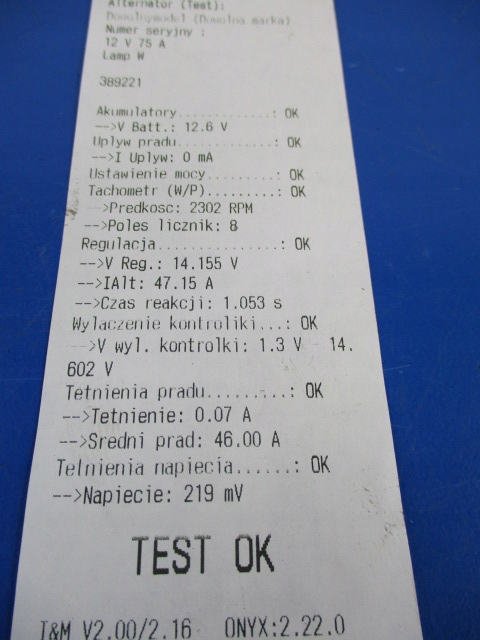 Alternator (Test):
Dowolnymodel (Dowolna marka)
Numer seryjny :
12 V 75 A
Lamp W
389221
Akumulatory............: OK
-->V Batt.: 12.6 V
Uplyw pradu............: OK
-->I Uplyw: 0 mA
Ustawienie mocy.........: OK
Tachometr (W/P).........: OK
-->Predkosc: 2302 RPM
-->Poles licznik: 8
Regulacja...............: OK
-->V Reg.: 14.155 V
-->IAlt: 47.15 A
-->Czas reakcji: 1.053 s
Wylaczenie kontroliki...: OK
-->V wyl. kontrolki: 1.3 V - 14.
602 V
Tetnienia pradu.........: OK
-->Tetnienie: 0.07 A
-->Sredni prad: 46.00 A
Tetnienia napiecia......: OK
-->Napiecie: 219 mV
TEST OK
T&M V2.00/2.16 ONYX:2.22.0